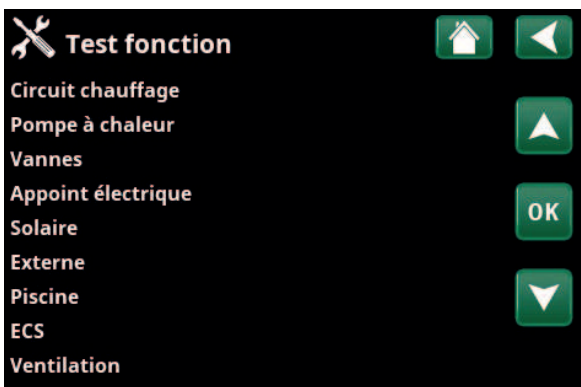 Test fonction
Circuit chauffage
Pompe à chaleur
Vannes
Appoint électrique
OK
Solaire
Externe
Piscine
ECS
Ventilation